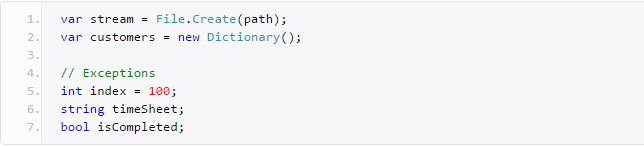 1. var stream = File.Create(path);
2. var customers = new Dictionary();
3.
4. // Exceptions
5. int index = 100;
6. string timeSheet;
7. bool isCompleted;